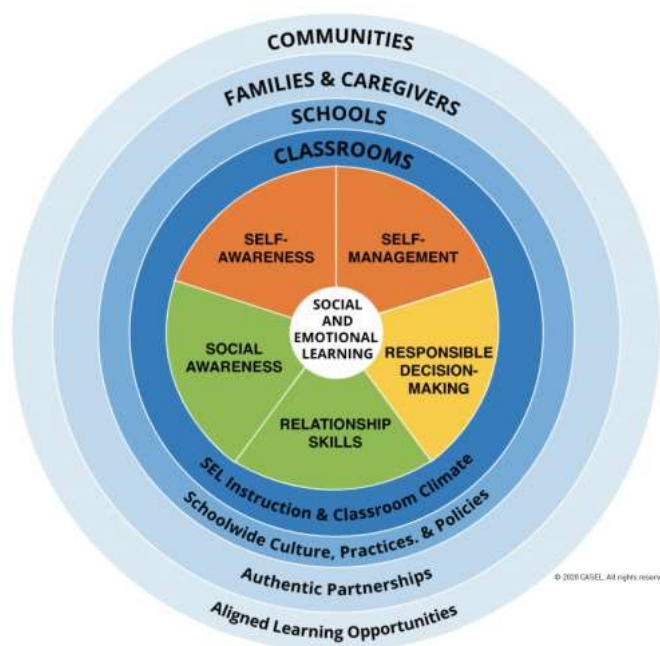 COMMUNITIES
FAMILIES & CAREGIVERS
SCHOOLS
CLASSROOMS
SELF-
AWARENESS
SELF-
MANAGEMENT
SOCIAL
AND
EMOTIONAL
LEARNING
SOCIAL
AWARENESS
RESPONSIBLE
DECISION-
MAKING
RELATIONSHIP
SKILLS
SEL Instruction & Classroom Climate
Schoolwide Culture, Practices. & Policies
Authentic Partnerships
Aligned Learning Opportunities
© 2020 CASEL. All rights reserv